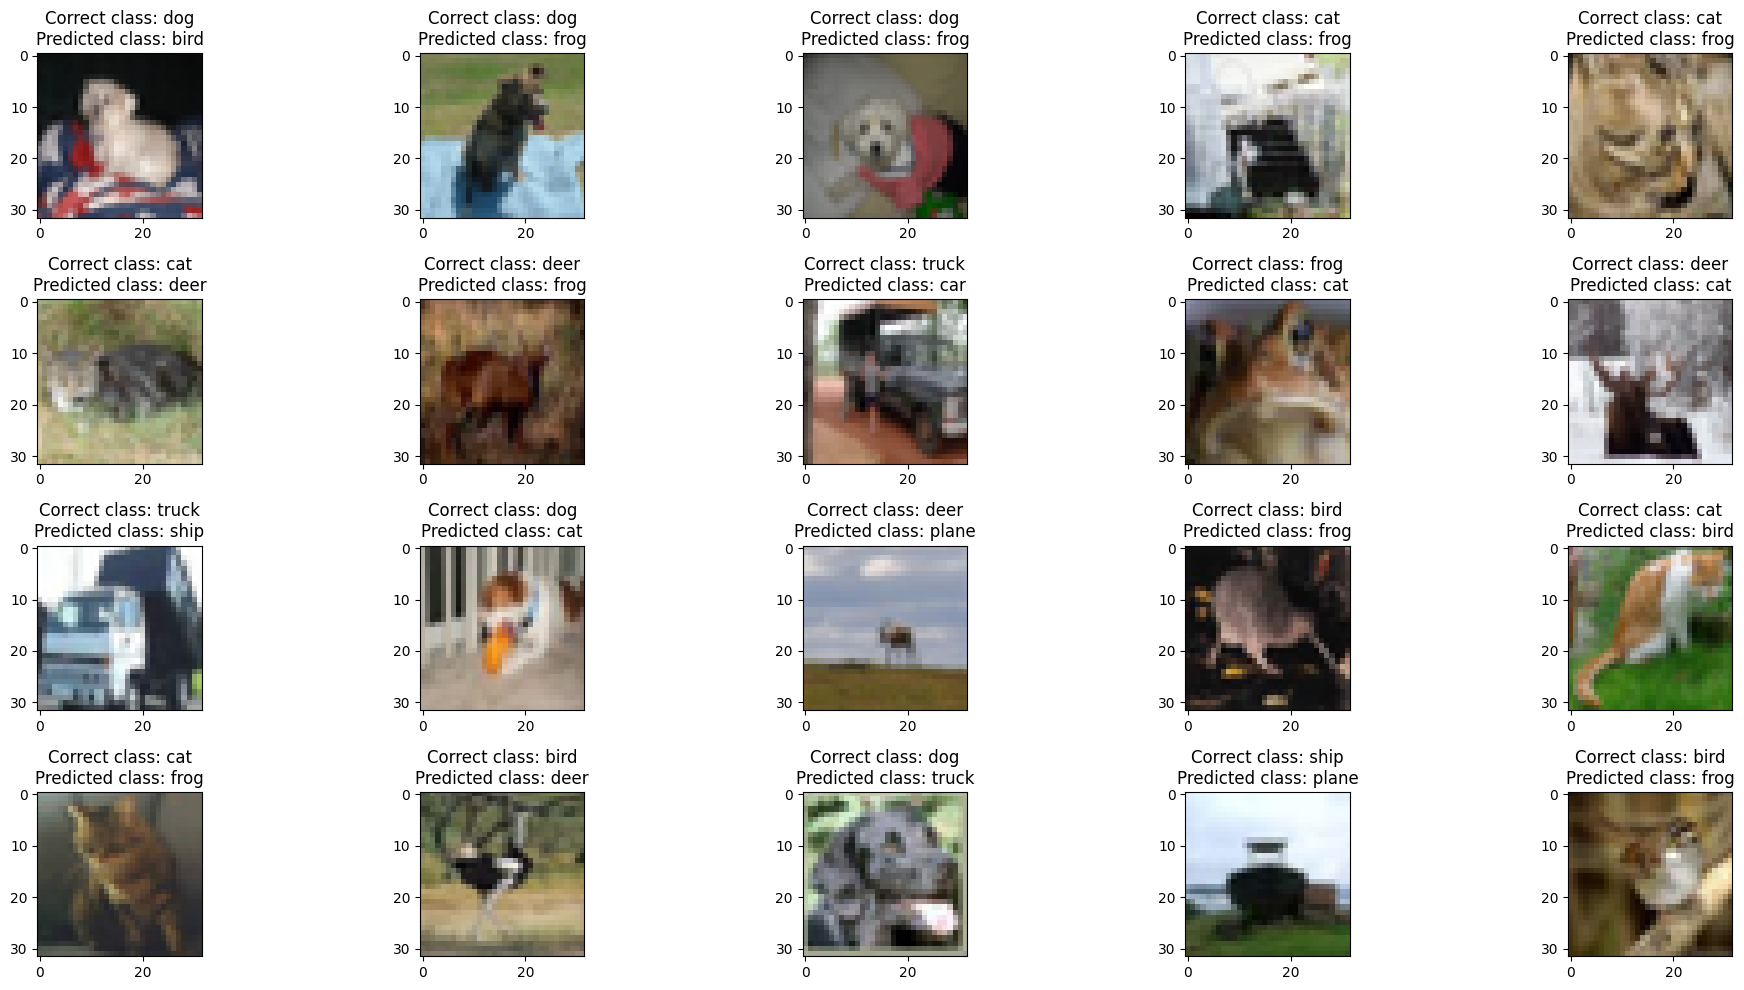 Correct class: dog
Predicted class: bird
Correct class: dog
Predicted class: frog
Correct class: dog
Predicted class: frog
Correct class: cat
Predicted class: frog
Correct class: cat
Predicted class: frog
0
10
20
30
0 20
0
10
20
30
0 20
0
10
20
30
0 20
0
10
20
30
0 20
0
10
20
30
0 20
Correct class: cat
Predicted class: deer
Correct class: deer
Predicted class: frog
Correct class: truck
Predicted class: car
Correct class: frog
Predicted class: cat
Correct class: deer
Predicted class: cat
0
10
20
30
0 20
0
10
20
30
0 20
0
10
20
30
0 20
0
10
20
30
0 20
0
10
20
30
0 20
Correct class: truck
Predicted class: ship
Correct class: dog
Predicted class: cat
Correct class: deer
Predicted class: plane
Correct class: bird
Predicted class: frog
Correct class: cat
Predicted class: bird
0
10
20
30
0 20
0
10
20
30
0 20
0
10
20
30
0 20
0
10
20
30
0 20
0
10
20
30
0 20
Correct class: cat
Predicted class: frog
Correct class: bird
Predicted class: deer
Correct class: dog
Predicted class: truck
Correct class: ship
Predicted class: plane
Correct class: bird
Predicted class: frog
0
10
20
30
0 20
0
10
20
30
0 20
0
10
20
30
0 20
0
10
20
30
0 20
0
10
20
30
0 20